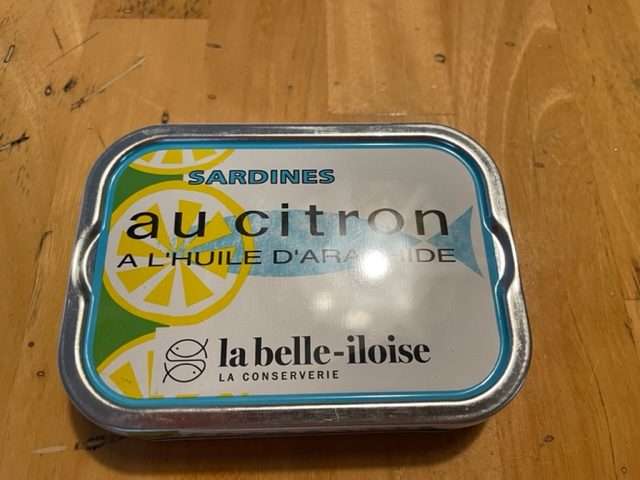 SARDINES
au citron
A L'HUILE D'ARACHIDE
la belle-iloise
LA CONSERVERIE